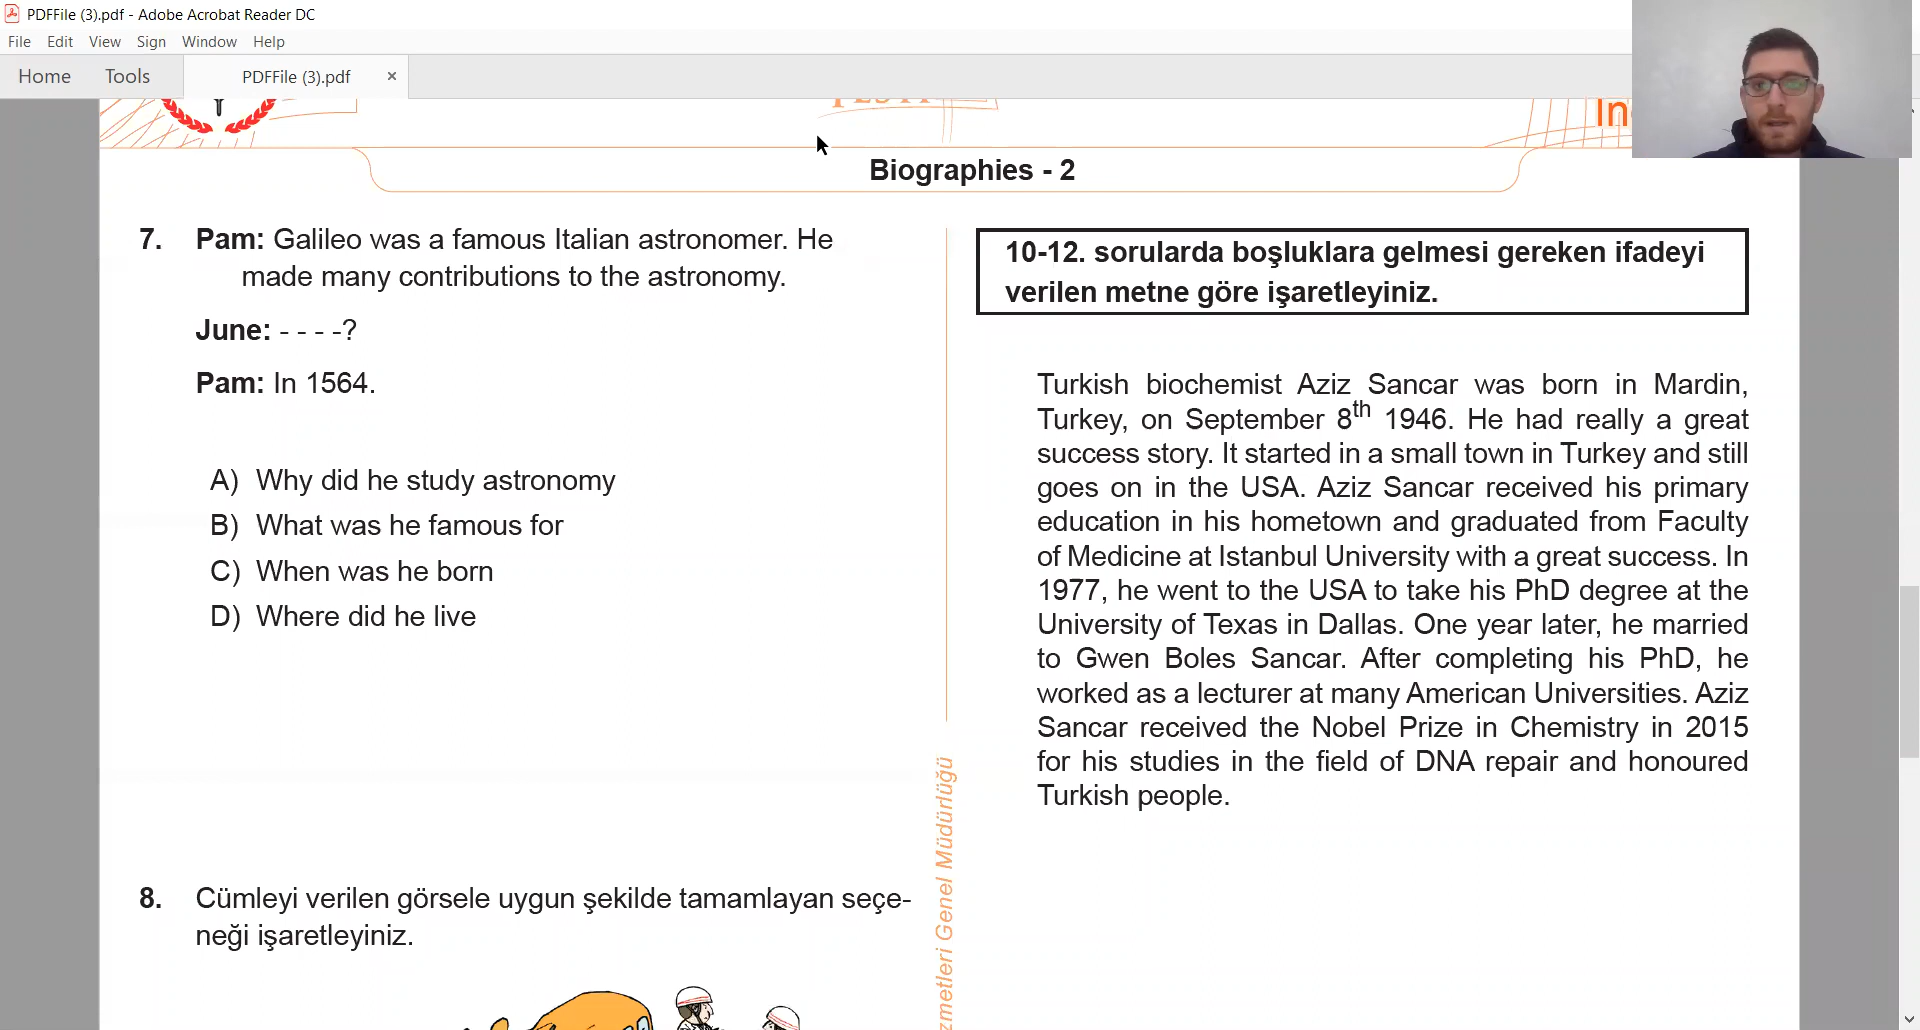 PDFFile (3).pdf - Adobe Acrobat Reader DC
File Edit View Sign Window Help
Home Tools PDFFile (3).pdf ×
Biographies - 2
7. Pam: Galileo was a famous Italian astronomer. He
made many contributions to the astronomy.
June: - - - -?
Pam: In 1564.
A) Why did he study astronomy
B) What was he famous for
C) When was he born
D) Where did he live
8. Cümleyi verilen görsele uygun şekilde tamamlayan seçe-
neği işaretleyiniz.
Genel Müdürlüğü
10-12. sorularda boşluklara gelmesi gereken ifadeyi
verilen metne göre işaretleyiniz.
Turkish biochemist Aziz Sancar was born in Mardin,
Turkey, on September 8th 1946. He had really a great
success story. It started in a small town in Turkey and still
goes on in the USA. Aziz Sancar received his primary
education in his hometown and graduated from Faculty
of Medicine at Istanbul University with a great success. In
1977, he went to the USA to take his PhD degree at the
University of Texas in Dallas. One year later, he married
to Gwen Boles Sancar. After completing his PhD, he
worked as a lecturer at many American Universities. Aziz
Sancar received the Nobel Prize in Chemistry in 2015
for his studies in the field of DNA repair and honoured
Turkish people.